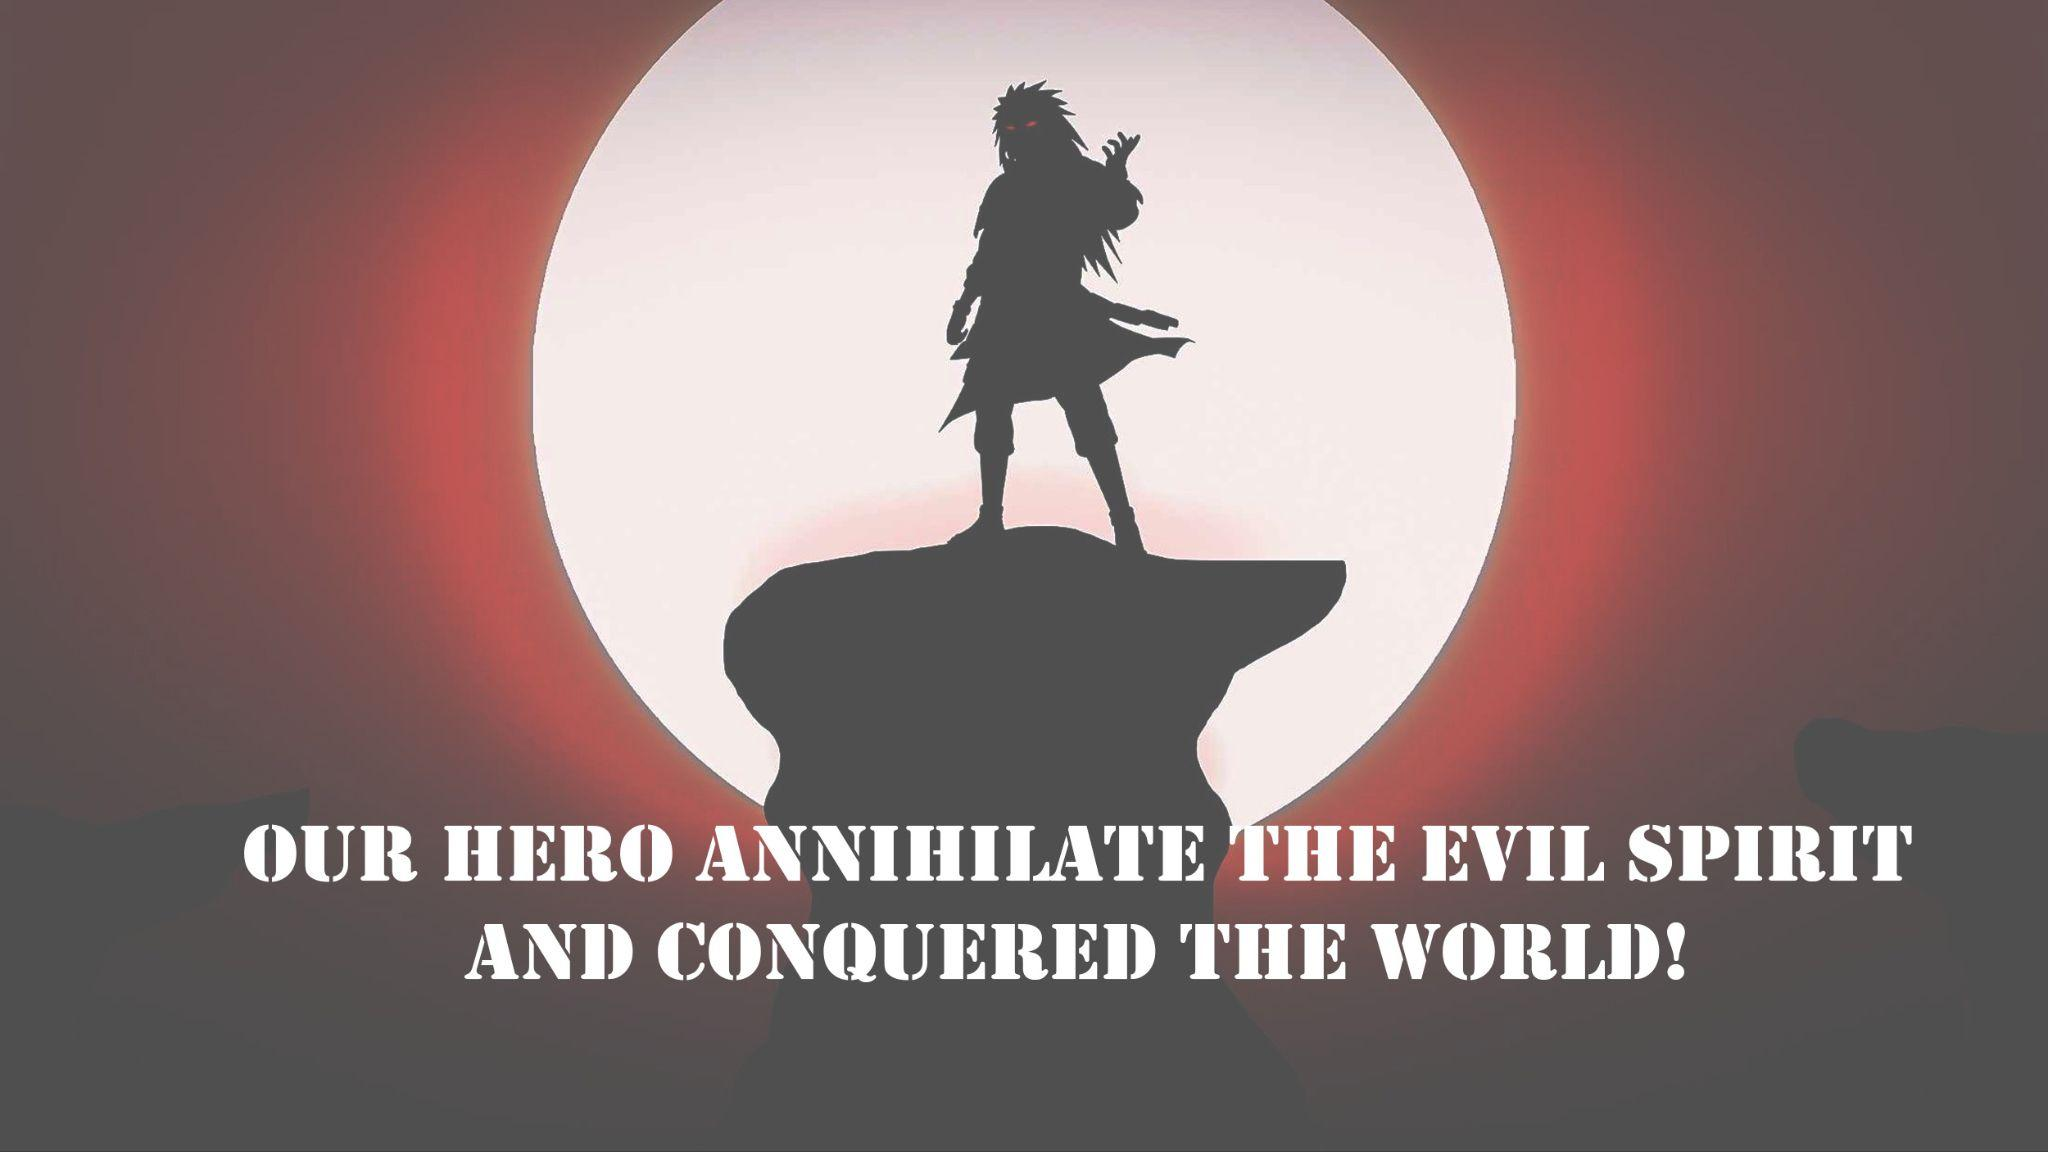 OUR HERO ANNIHILATE THE EVIL SPIRIT
AND CONQUERED THE WORLD!